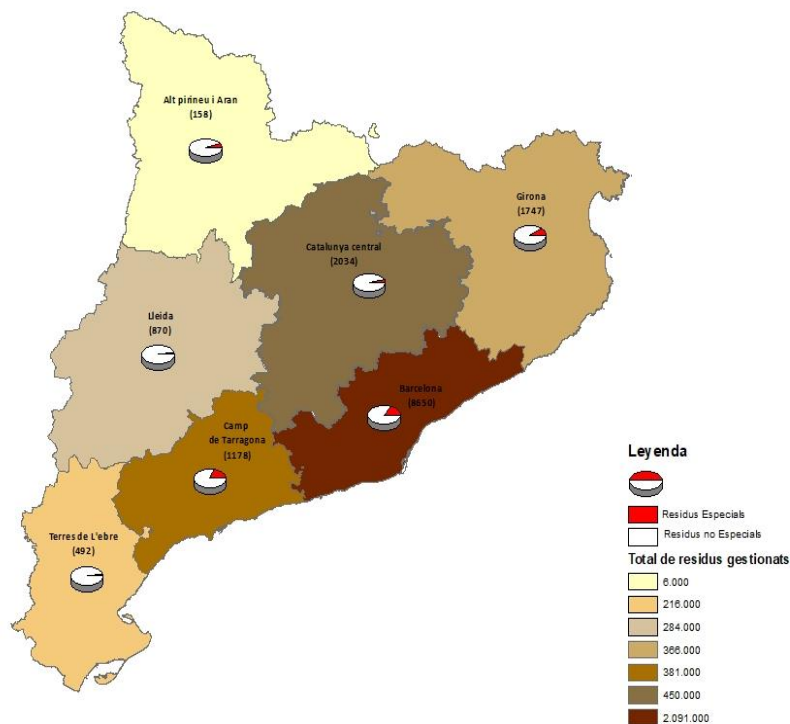 Alt pirineu i Aran
(158)
Girona
(1747)
Catalunya central
(2034)
Lleida
(870)
Barcelona
(8650)
Camp
de Tarragona
(1178)
Terres de L'ebre
(492)
Leyenda
Residus Especials
Residus no Especials
Total de residus gestionats
6.000
216.000
284.000
366.000
381.000
450.000
2.091.000